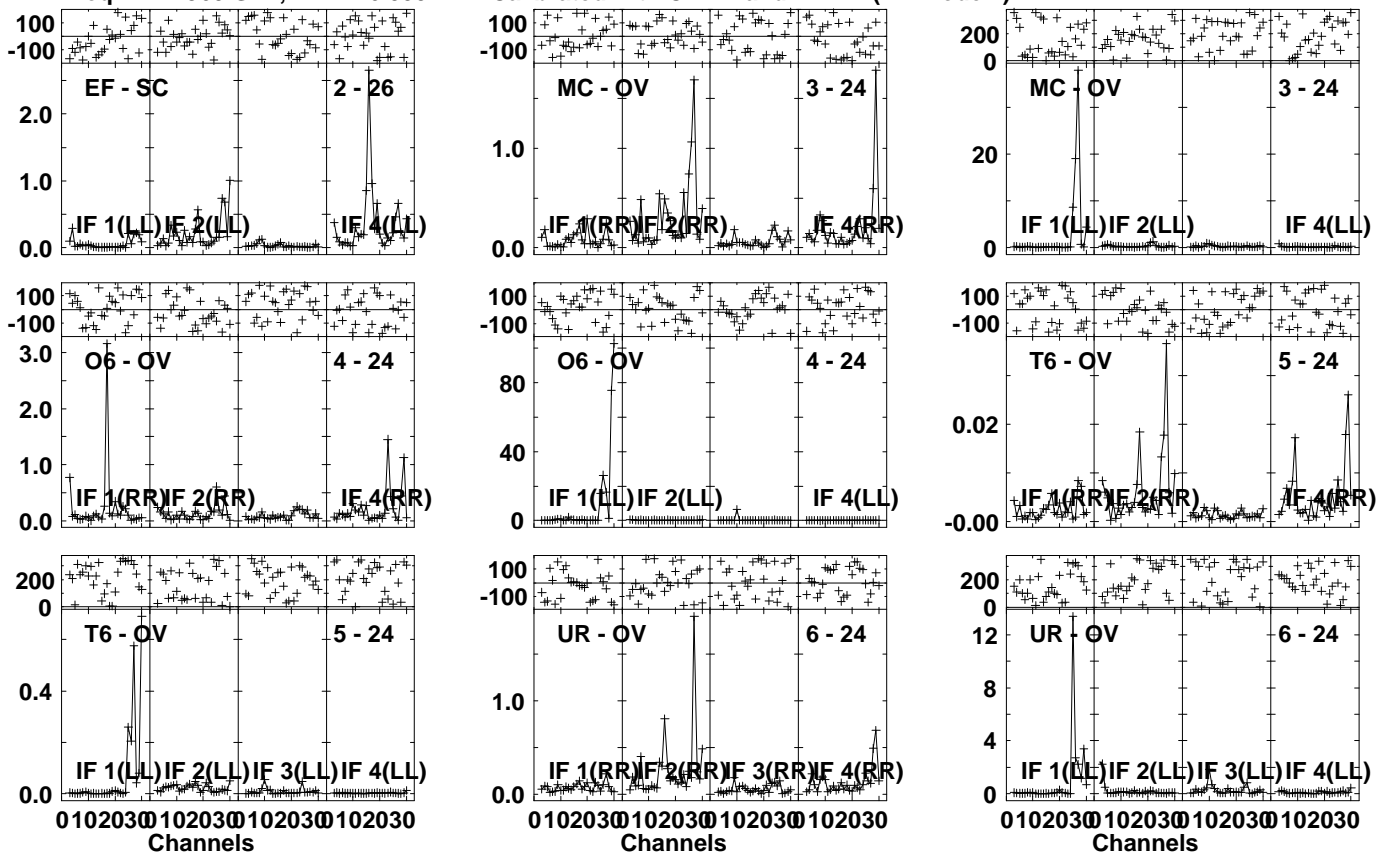 100
-100
EF - SC 2 - 26
2.0
1.0
0.0
IF 1(LL) IF 2(LL) IF 4(LL)
100
-100
MC - OV 3 - 24
1.0
0.0
IF 1(RR) IF 2(RR) IF 4(RR)
200
0
MC - OV 3 - 24
20
0
IF 1(LL) IF 2(LL) IF 4(LL)
100
-100
O6 - OV 4 - 24
3.0
2.0
1.0
0.0
IF 1(RR) IF 2(RR) IF 4(RR)
100
-100
O6 - OV 4 - 24
80
40
0
IF 1(LL) IF 2(LL) IF 4(LL)
100
-100
T6 - OV 5 - 24
0.02
-0.00
IF 1(RR) IF 2(RR) IF 4(RR)
200
0
T6 - OV 5 - 24
0.4
0.0
IF 1(LL) IF 2(LL) IF 3(LL) IF 4(LL)
0102030 0102030 0102030 0102030
Channels
100
-100
UR - OV 6 - 24
1.0
0.0
IF 1(RR) IF 2(RR) IF 3(RR) IF 4(RR)
0102030 0102030 0102030 0102030
Channels
200
0
UR - OV 6 - 24
12
8
4
0
IF 1(LL) IF 2(LL) IF 3(LL) IF 4(LL)
0102030 0102030 0102030 0102030
Channels